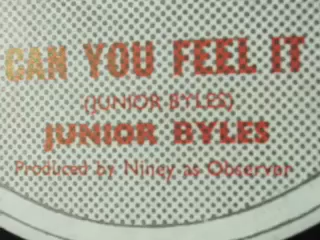 CAN YOU FEEL IT
(JUNIOR BYLES)
JUNIOR BYLES
Produced by Niney as Observer